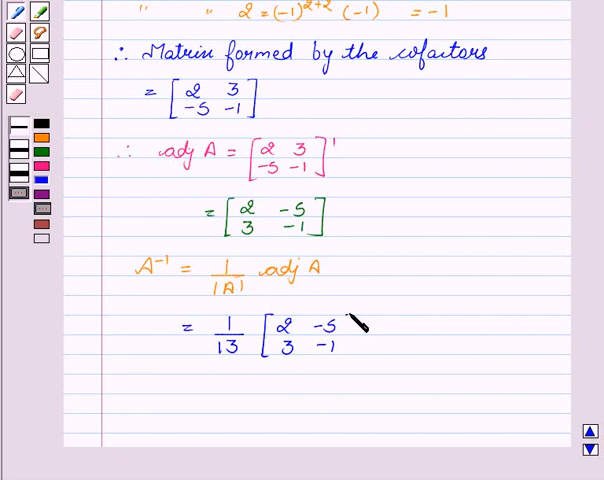 " " 2 = (-1)^{2+2} (-1) = -1
∴ Matrix formed by the cofactors
= [ 2 3
-5 -1 ]
∴ adj A = [ 2 3
-5 -1 ]'
= [ 2 -5
3 -1 ]
A^{-1} = 1/|A| adj A
= 1/13 [ 2 -5
3 -1